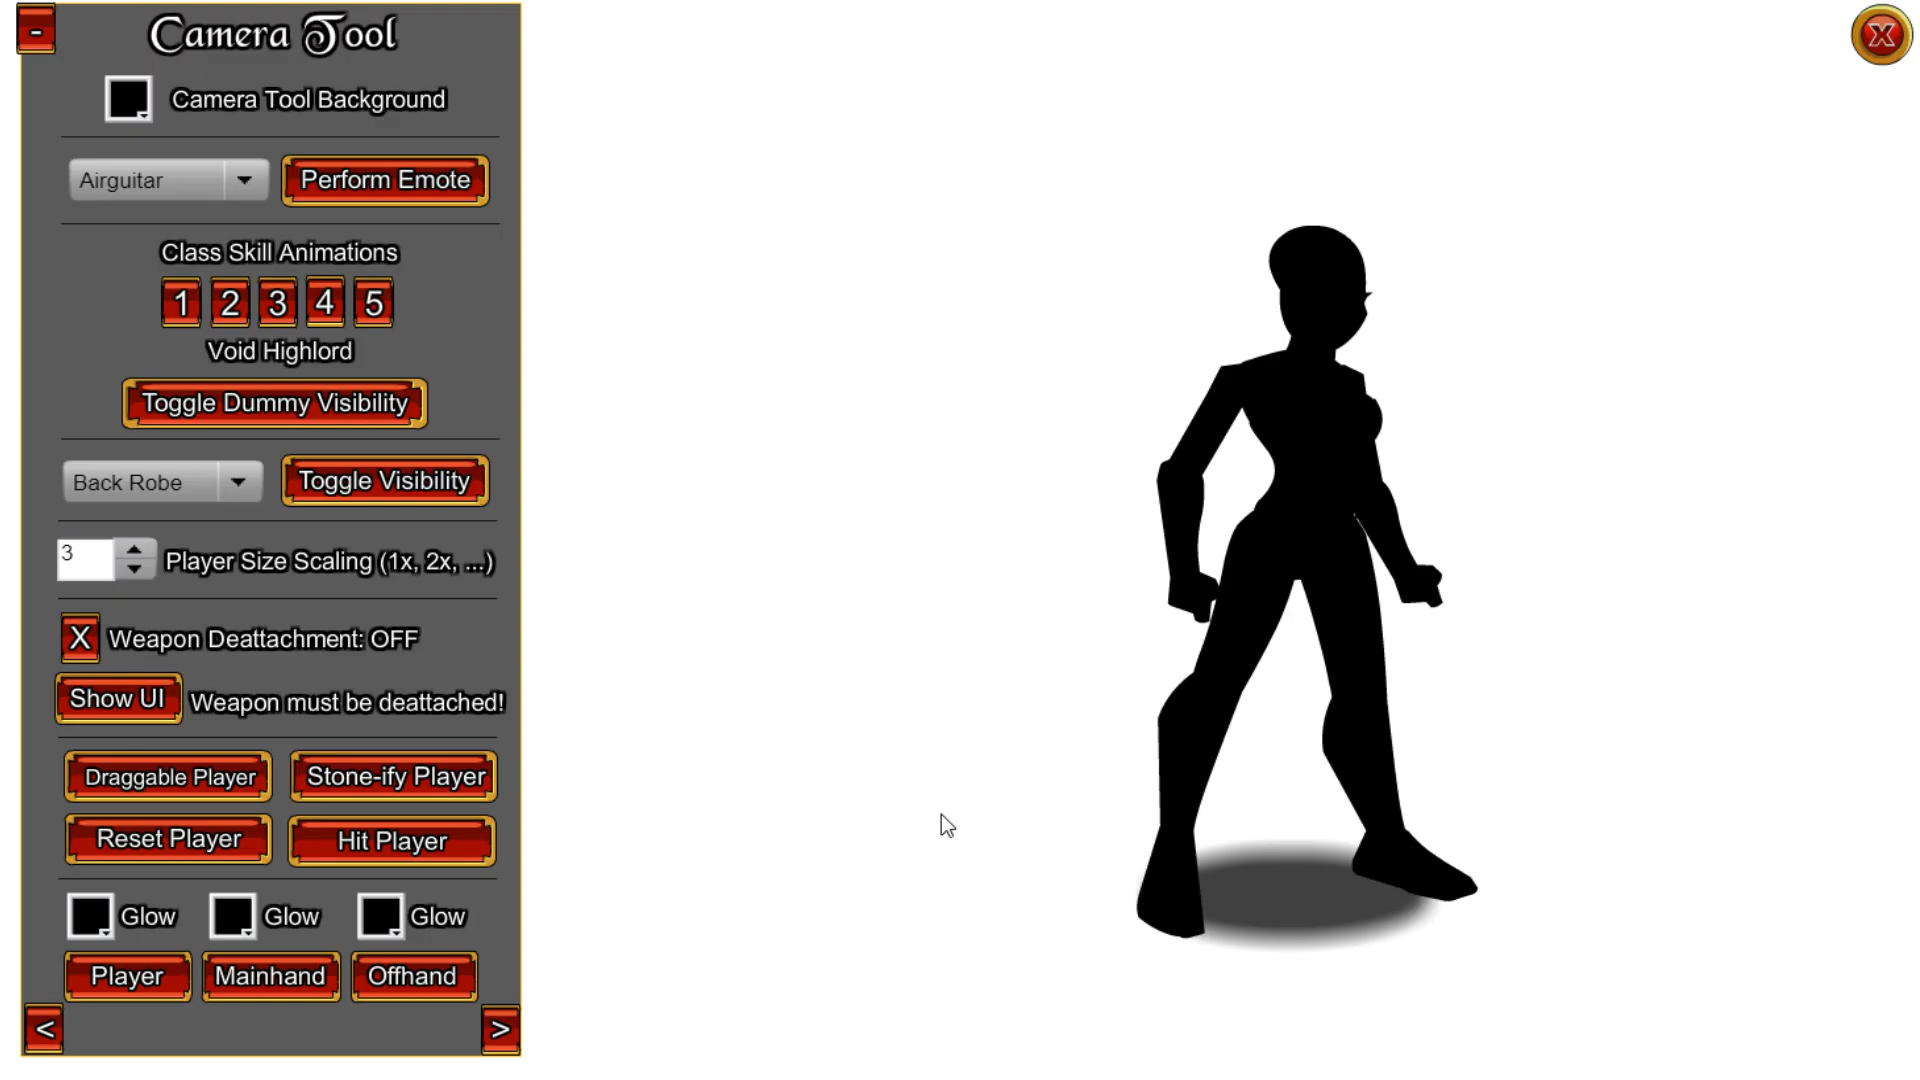 -
Camera Tool
X
Camera Tool Background
Airguitar
Perform Emote
Class Skill Animations
1 2 3 4 5
Void Highlord
Toggle Dummy Visibility
Back Robe
Toggle Visibility
3
Player Size Scaling (1x, 2x, ...)
X
Weapon Deattachment: OFF
Show UI
Weapon must be deattached!
Draggable Player
Stone-ify Player
Reset Player
Hit Player
Glow
Glow
Glow
Player
Mainhand
Offhand
<
>